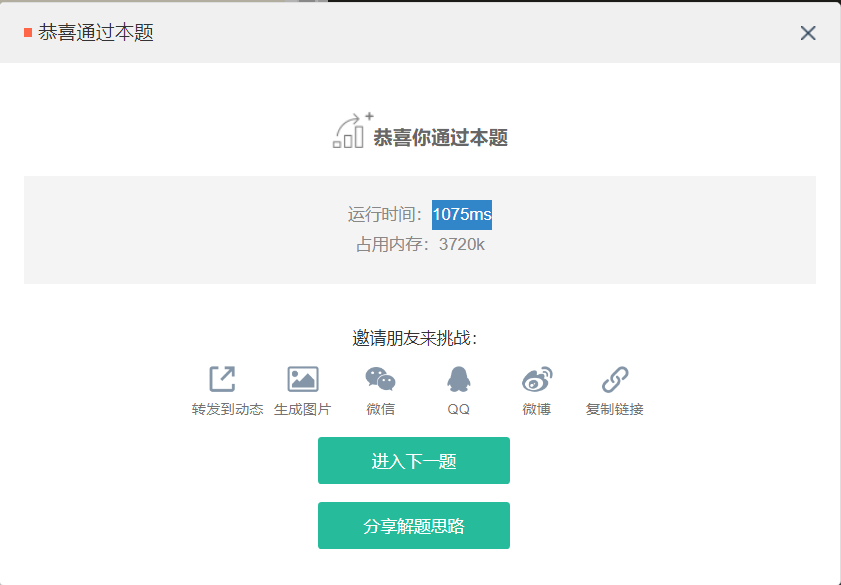 恭喜通过本题
恭喜你通过本题
运行时间：1075ms
占用内存：3720k
邀请朋友来挑战：
转发到动态 生成图片 微信 QQ 微博 复制链接
进入下一题
分享解题思路